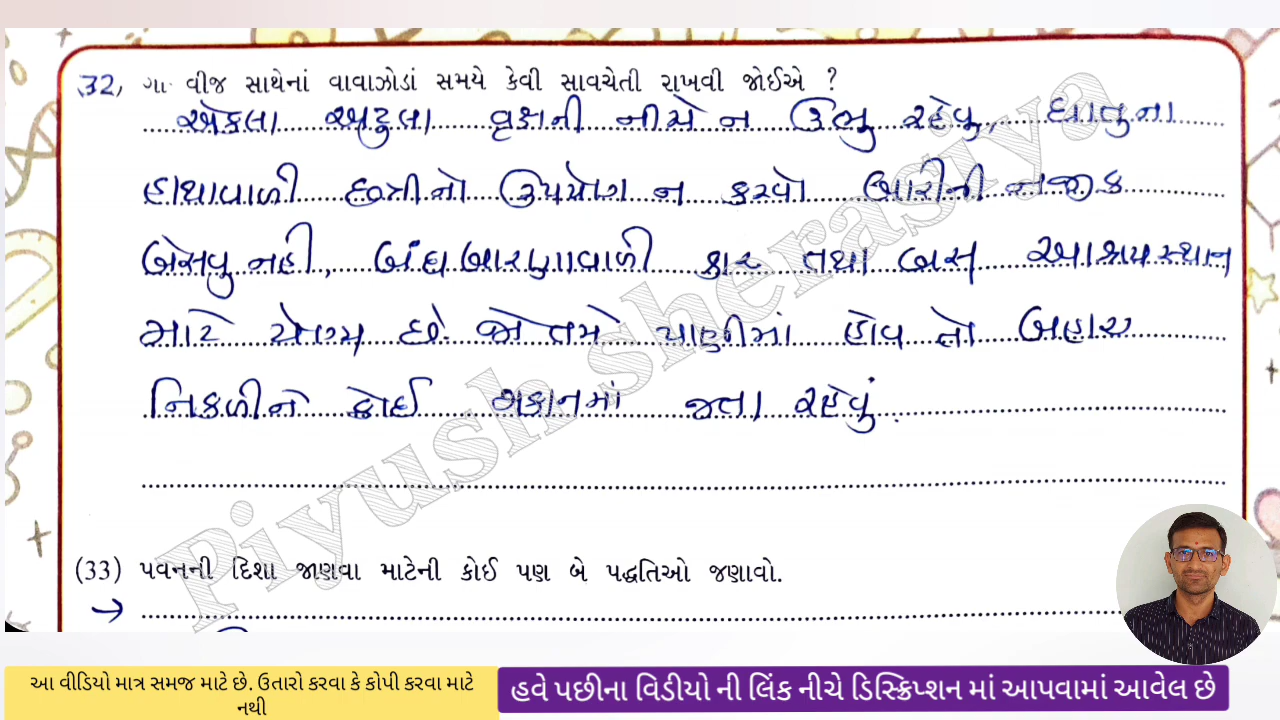 32, ગા વીજ સાથેનાં વાવાઝોડાં સમયે કેવી સાવચેતી રાખવી જોઈએ ?
એકલા અટુલા વૃક્ષની નીચે ન ઉભુ રહેવુ, ધાતુના
હાથાવાળી છત્રીનો ઉપયોગ ન કરવો બારીની નજીક
બેસવુ નહી, બંધ બારણાવાળી કાર તથા બસ આશ્રયસ્થાન
માટે યોગ્ય છે. જો તમે પાણીમાં હોવ તો બહાર
નિકળીને કોઈ મકાનમાં જતા રહેવું.
(33) પવનની દિશા જાણવા માટેની કોઈ પણ બે પદ્ધતિઓ જણાવો.
→
Piyush sherasiya
આ વીડિયો માત્ર સમજ માટે છે. ઉતારો કરવા કે કોપી કરવા માટે
નથી
હવે પછીના વિડીયો ની લિંક નીચે ડિસ્ક્રિપ્શન માં આપવામાં આવેલ છે